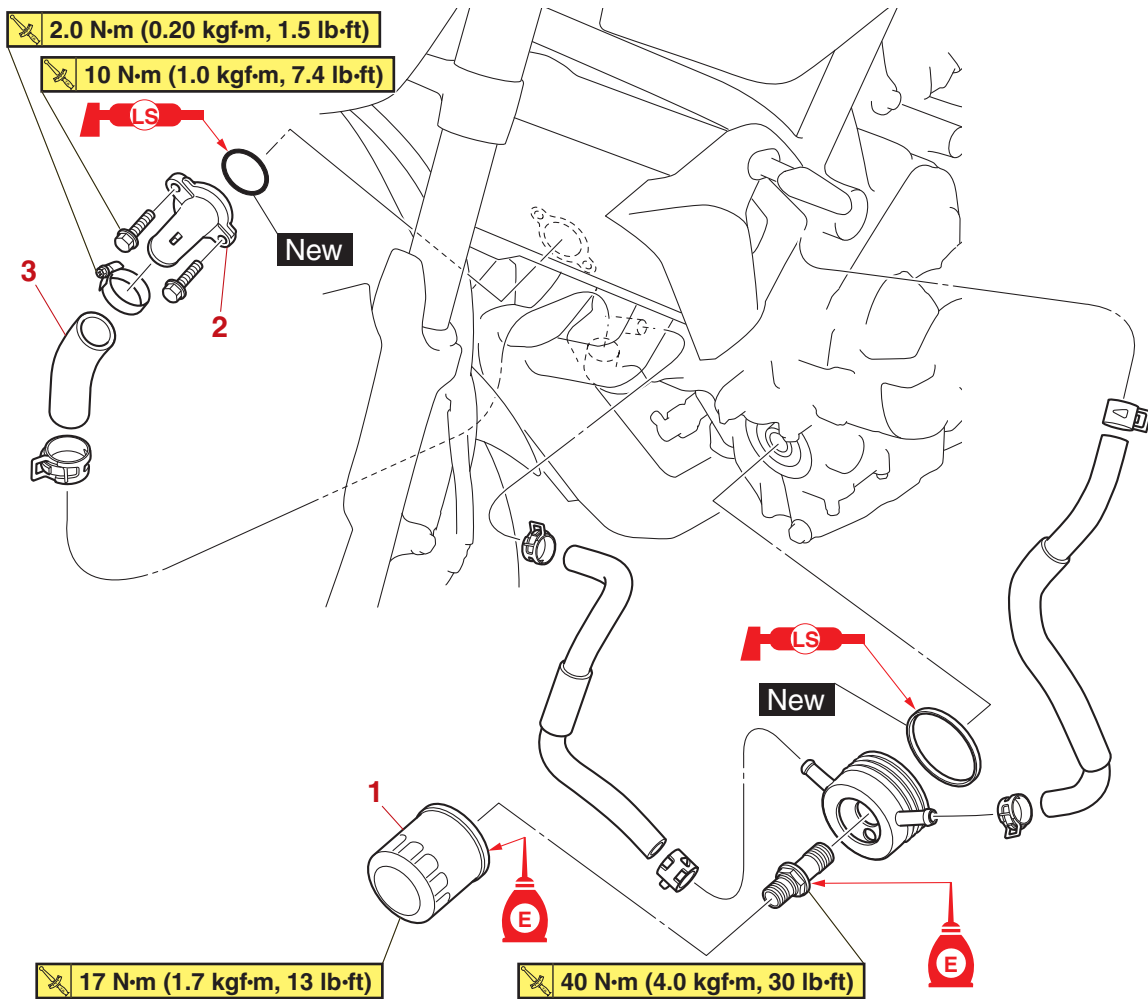 2.0 N•m (0.20 kgf•m, 1.5 lb•ft)
10 N•m (1.0 kgf•m, 7.4 lb•ft)
LS
New
3
2
LS
New
1
E
E
17 N•m (1.7 kgf•m, 13 lb•ft)
40 N•m (4.0 kgf•m, 30 lb•ft)